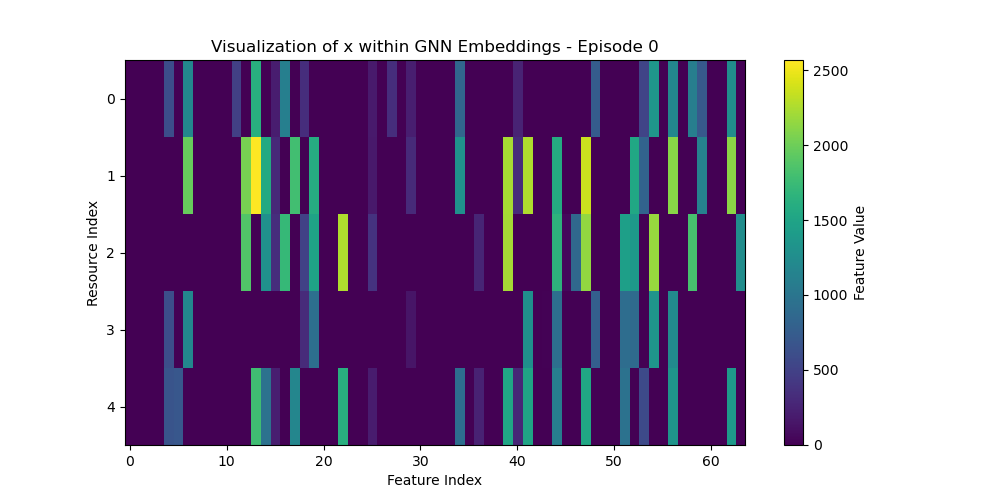 Visualization of x within GNN Embeddings - Episode 0
Resource Index
0
1
2
3
4
0 10 20 30 40 50 60
Feature Index
2500
2000
1500
1000
500
0
Feature Value